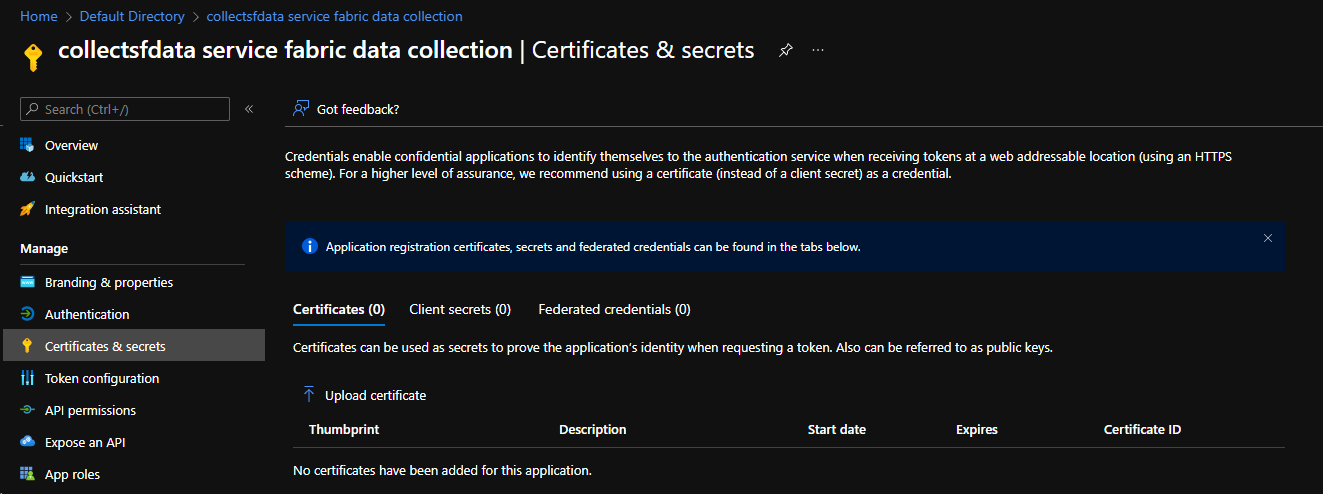 Home > Default Directory > collectsfdata service fabric data collection
collectsfdata service fabric data collection | Certificates & secrets
Search (Ctrl+/)
Overview
Quickstart
Integration assistant
Manage
Branding & properties
Authentication
Certificates & secrets
Token configuration
API permissions
Expose an API
App roles
Got feedback?
Credentials enable confidential applications to identify themselves to the authentication service when receiving tokens at a web addressable location (using an HTTPS
scheme). For a higher level of assurance, we recommend using a certificate (instead of a client secret) as a credential.
Application registration certificates, secrets and federated credentials can be found in the tabs below.
Certificates (0) Client secrets (0) Federated credentials (0)
Certificates can be used as secrets to prove the application's identity when requesting a token. Also can be referred to as public keys.
Upload certificate
Thumbprint Description Start date Expires Certificate ID
No certificates have been added for this application.